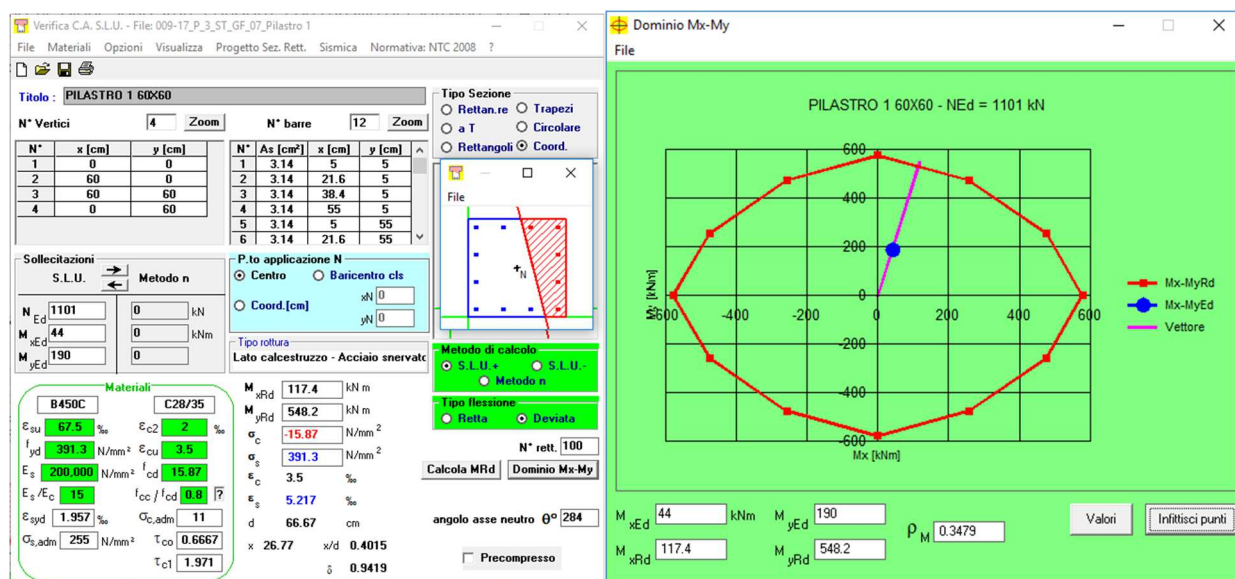 Verifica C.A. S.L.U. - File: 009-17_P_3_ST_GF_07_Pilastro 1
File Materiali Opzioni Visualizza Progetto Sez. Rett. Sismica Normativa: NTC 2008 ?
Titolo : PILASTRO 1 60X60
N° Vertici 4 Zoom N° barre 12 Zoom
N° x [cm] y [cm]
1 0 0
2 60 0
3 60 60
4 0 60
N° As [cm²] x [cm] y [cm]
1 3.14 5 5
2 3.14 21.6 5
3 3.14 38.4 5
4 3.14 55 5
5 3.14 5 55
6 3.14 21.6 55
Tipo Sezione
Rettan.re Trapezi
a T Circolare
Rettangoli Coord.
File
N
Sollecitazioni
S.L.U. Metodo n
N Ed 1101 0 kN
M xEd 44 0 kNm
M yEd 190 0
P.to applicazione N
Centro Baricentro cls
Coord.[cm] xN 0
yN 0
Tipo rottura
Lato calcestruzzo - Acciaio snervato
Metodo di calcolo
S.L.U.+ S.L.U.-
Metodo n
Tipo flessione
Retta Deviata
N° rett. 100
Calcola MRd Dominio Mx-My
angolo asse neutro θ° 284
Precompresso
Materiali
B450C C28/35
εsu 67.5 ‰ εc2 2 ‰
fyd 391.3 N/mm² εcu 3.5
Es 200,000 N/mm² fcd 15.87
Es/Ec 15 fcc/fcd 0.8 ?
εsyd 1.957 ‰ σc,adm 11
σs,adm 255 N/mm² τco 0.6667
τc1 1.971
M xRd 117.4 kN m
M yRd 548.2 kN m
σc -15.87 N/mm²
σs 391.3 N/mm²
εc 3.5 ‰
εs 5.217 ‰
d 66.67 cm
x 26.77 x/d 0.4015
δ 0.9419
Dominio Mx-My
File
PILASTRO 1 60X60 - NEd = 1101 kN
600
400
200
0
-200
-400
-600
My [kNm]
-600 -400 -200 0 200 400 600
Mx [kNm]
Mx-MyRd
Mx-MyEd
Vettore
M xEd 44 kNm M yEd 190
M xRd 117.4 M yRd 548.2
ρM 0.3479
Valori Infittisci punti